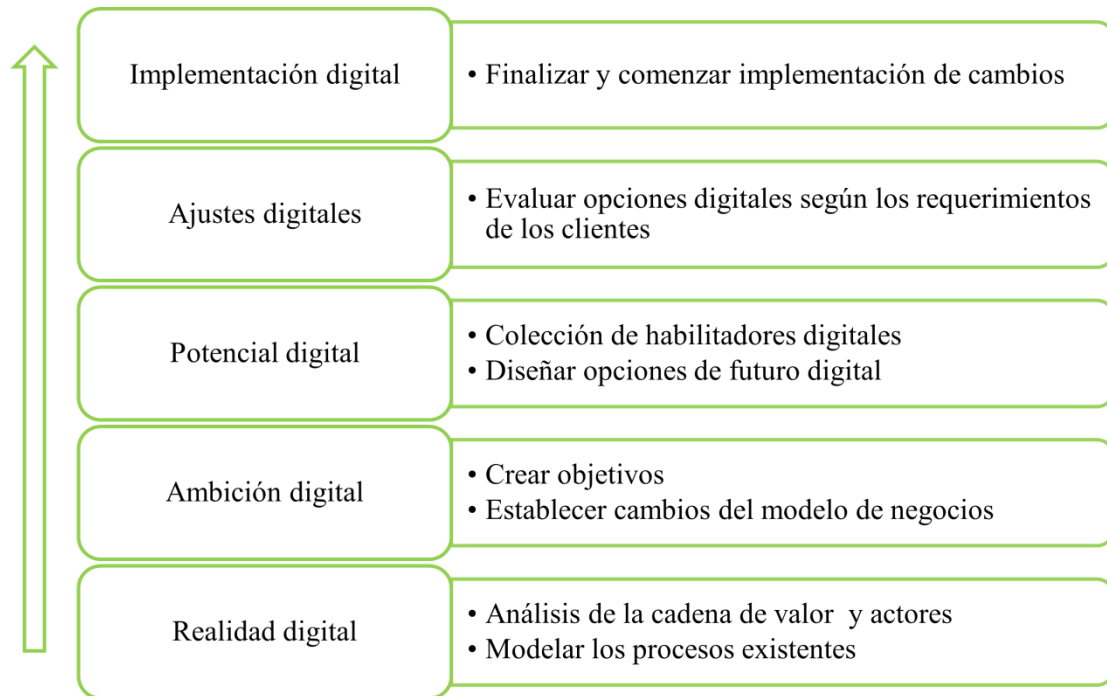 Implementación digital
• Finalizar y comenzar implementación de cambios
Ajustes digitales
• Evaluar opciones digitales según los requerimientos
de los clientes
Potencial digital
• Colección de habilitadores digitales
• Diseñar opciones de futuro digital
Ambición digital
• Crear objetivos
• Establecer cambios del modelo de negocios
Realidad digital
• Análisis de la cadena de valor y actores
• Modelar los procesos existentes